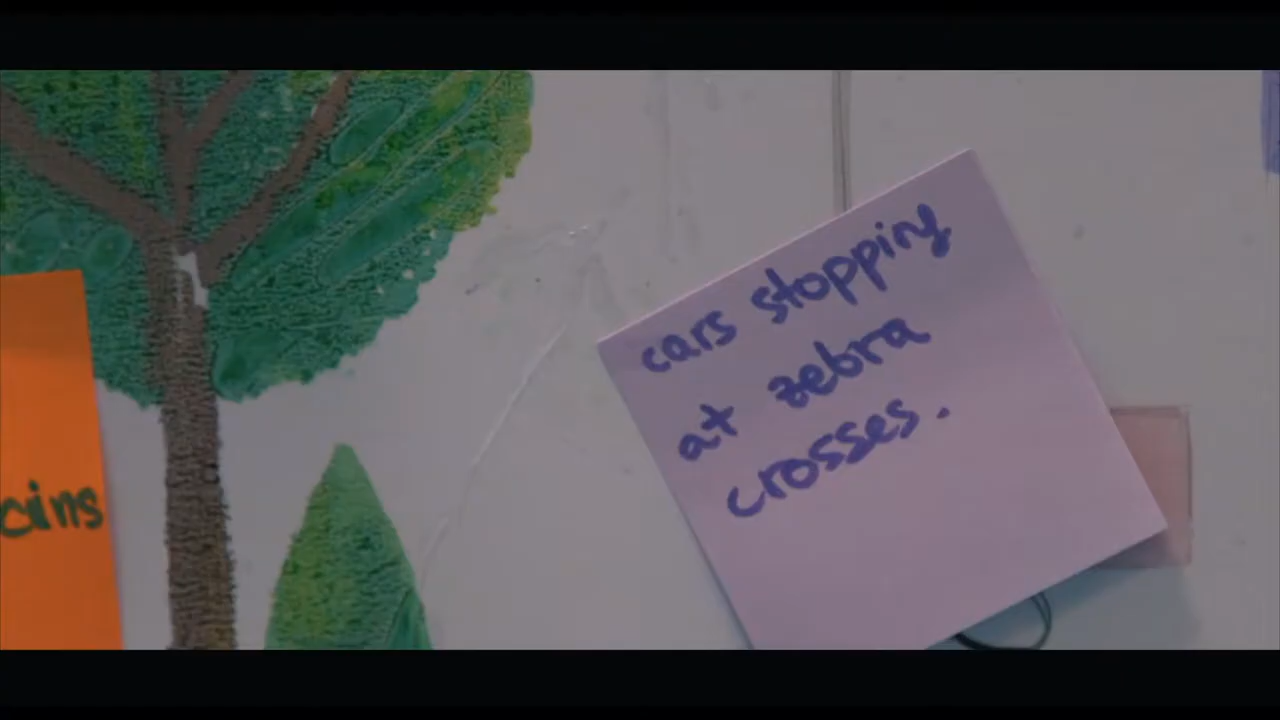 cars stopping
at zebra
crosses.